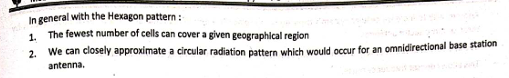 In general with the Hexagon pattern :
1. The fewest number of cells can cover a given geographical region
2. We can closely approximate a circular radiation pattern which would occur for an omnidirectional base station
antenna.